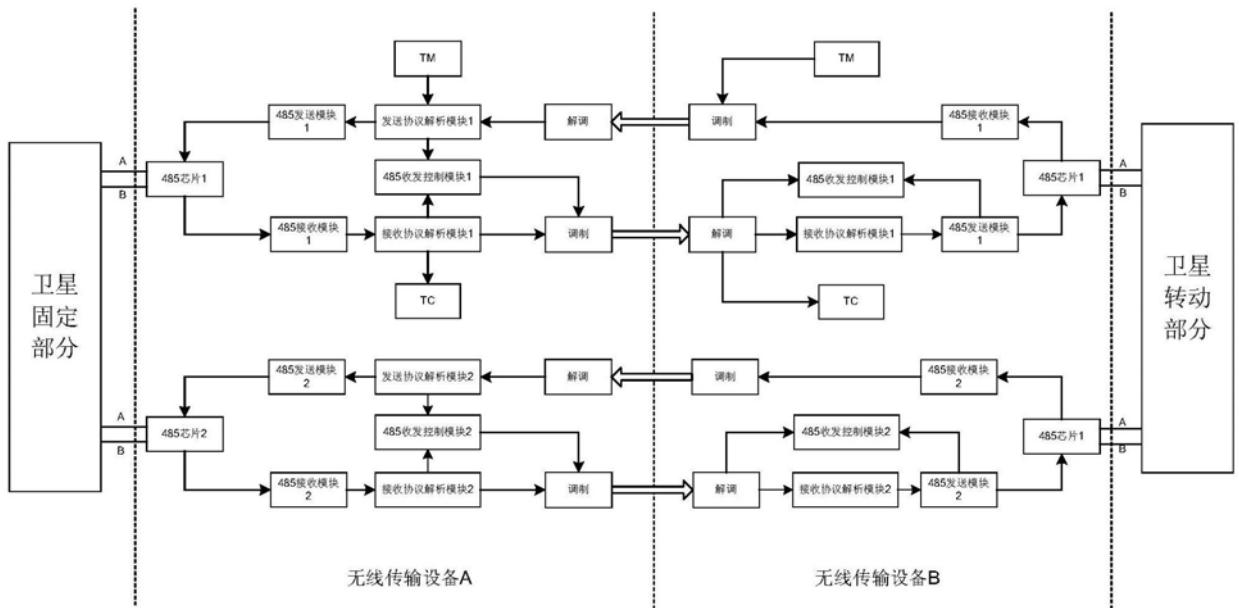 TM
TM
485发送模块
1
发送协议解析模块1
解调
调制
485接收模块
1
A
B
485芯片1
485收发控制模块1
485收发控制模块1
485芯片1
A
B
485接收模块
1
接收协议解析模块1
调制
解调
接收协议解析模块1
485发送模块
1
TC
TC
卫星
固定
部分
卫星
转动
部分
485发送模块
2
发送协议解析模块2
解调
调制
485接收模块
2
A
B
485芯片2
485收发控制模块2
485收发控制模块2
485芯片1
A
B
485接收模块
2
接收协议解析模块2
调制
解调
接收协议解析模块2
485发送模块
2
无线传输设备A
无线传输设备B